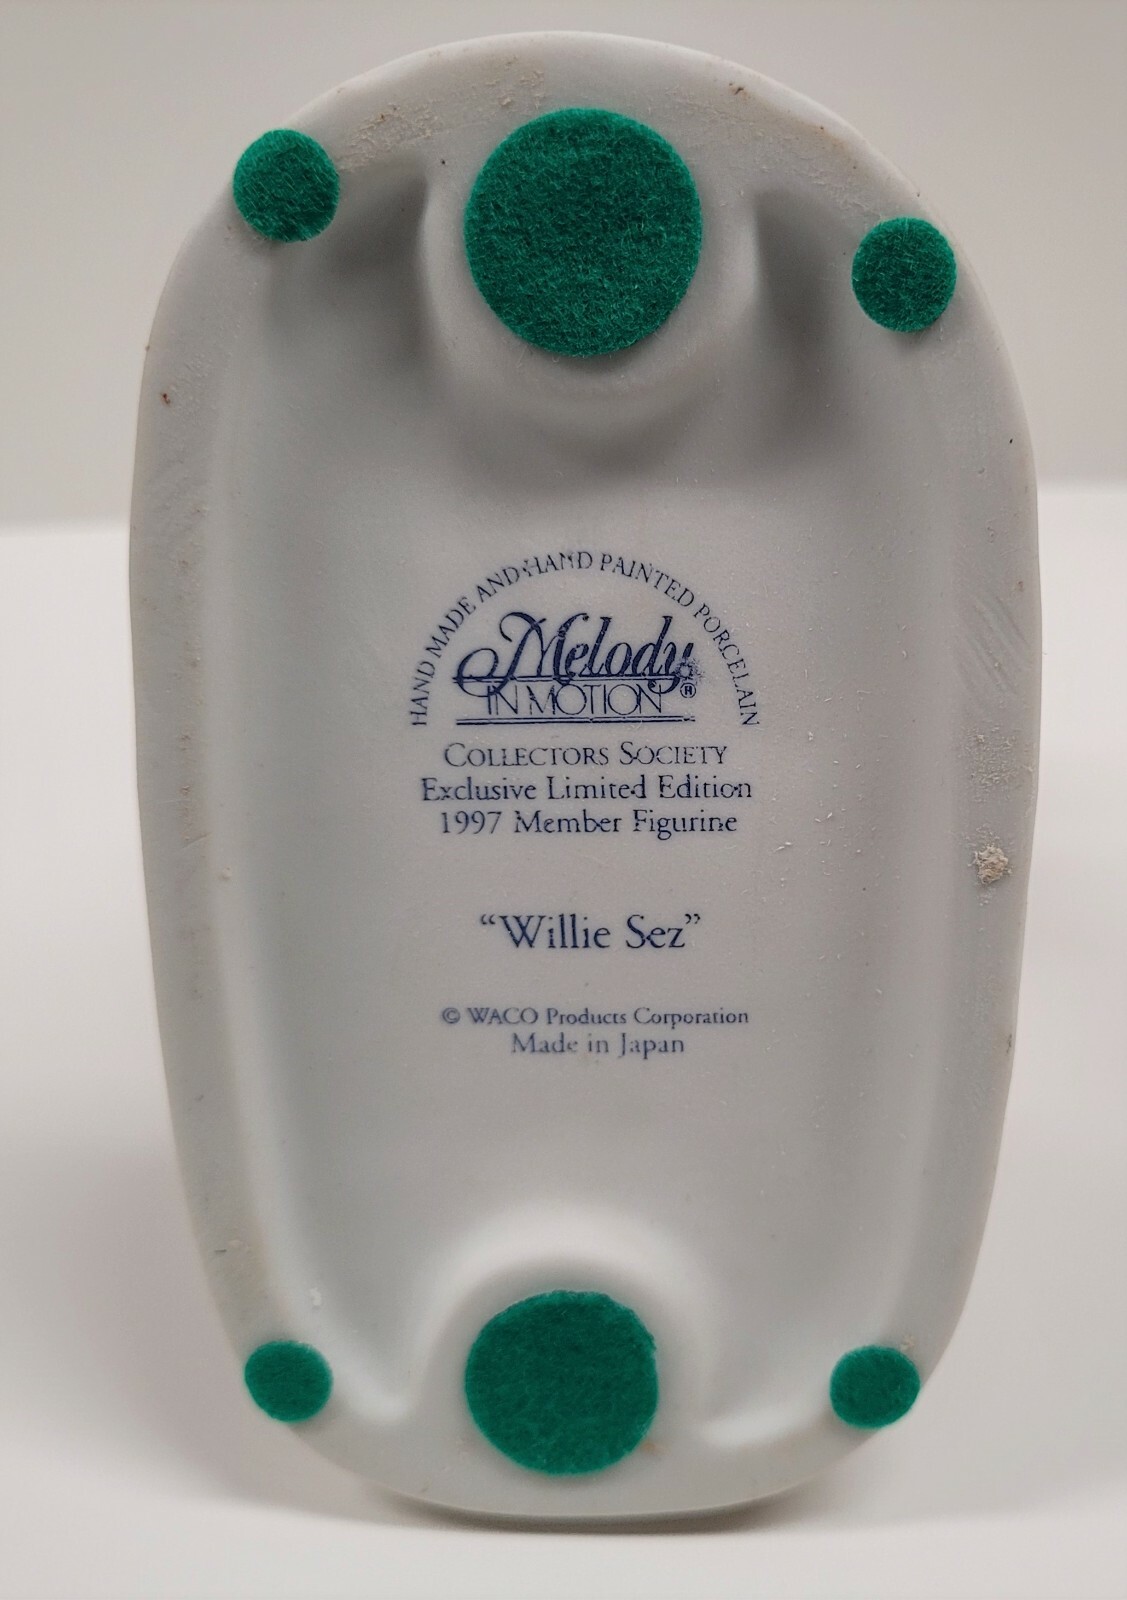 HAND MADE AND HAND PAINTED PORCELAIN
Melody
IN MOTION ®
COLLECTORS SOCIETY
Exclusive Limited Edition
1997 Member Figurine
“Willie Sez”
© WACO Products Corporation
Made in Japan